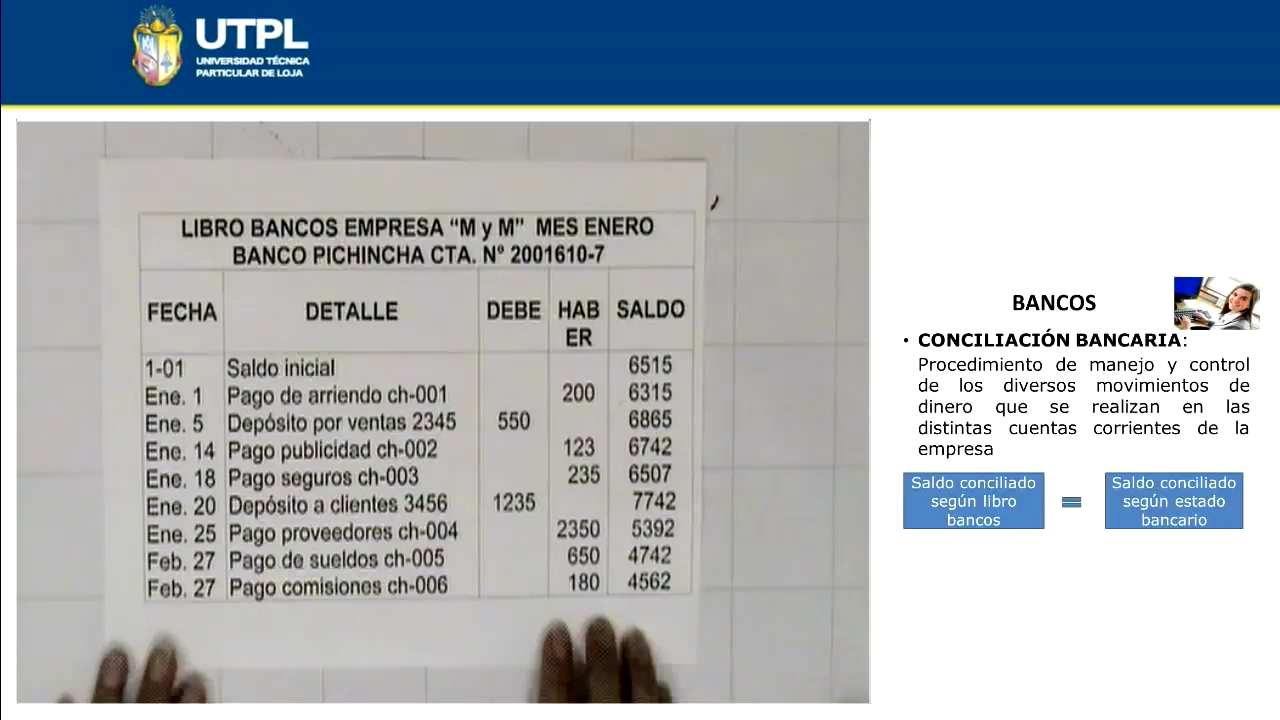 UTPL
UNIVERSIDAD TÉCNICA
PARTICULAR DE LOJA
LIBRO BANCOS EMPRESA “M y M” MES ENERO
BANCO PICHINCHA CTA. Nº 2001610-7
FECHA DETALLE DEBE HAB
ER SALDO
1-01 Saldo inicial 6515
Ene. 1 Pago de arriendo ch-001 200 6315
Ene. 5 Depósito por ventas 2345 550 6865
Ene. 14 Pago publicidad ch-002 123 6742
Ene. 18 Pago seguros ch-003 235 6507
Ene. 20 Depósito a clientes 3456 1235 7742
Ene. 25 Pago proveedores ch-004 2350 5392
Feb. 27 Pago de sueldos ch-005 650 4742
Feb. 27 Pago comisiones ch-006 180 4562
BANCOS
• CONCILIACIÓN BANCARIA:
Procedimiento de manejo y control
de los diversos movimientos de
dinero que se realizan en las
distintas cuentas corrientes de la
empresa
Saldo conciliado
según libro
bancos
=
Saldo conciliado
según estado
bancario